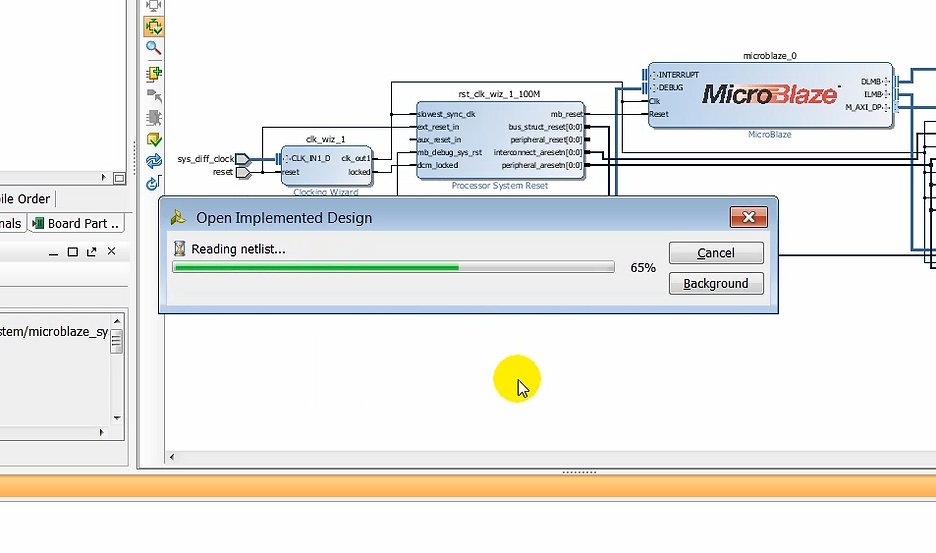 microblaze_0
INTERRUPT
DEBUG
Clk
Reset
MicroBlaze
DLMB
ILMB
M_AXI_DP
MicroBlaze
rst_clk_wiz_1_100M
slowest_sync_clk
ext_reset_in
aux_reset_in
mb_debug_sys_rst
dcm_locked
mb_reset
bus_struct_reset[0:0]
peripheral_reset[0:0]
interconnect_aresetn[0:0]
peripheral_aresetn[0:0]
Processor System Reset
clk_wiz_1
sys_diff_clock
reset
CLK_IN1_D
reset
clk_out1
locked
Clocking Wizard
ile Order
nals
Board Part ..
stem/microblaze_sy
Open Implemented Design
Reading netlist...
65%
Cancel
Background